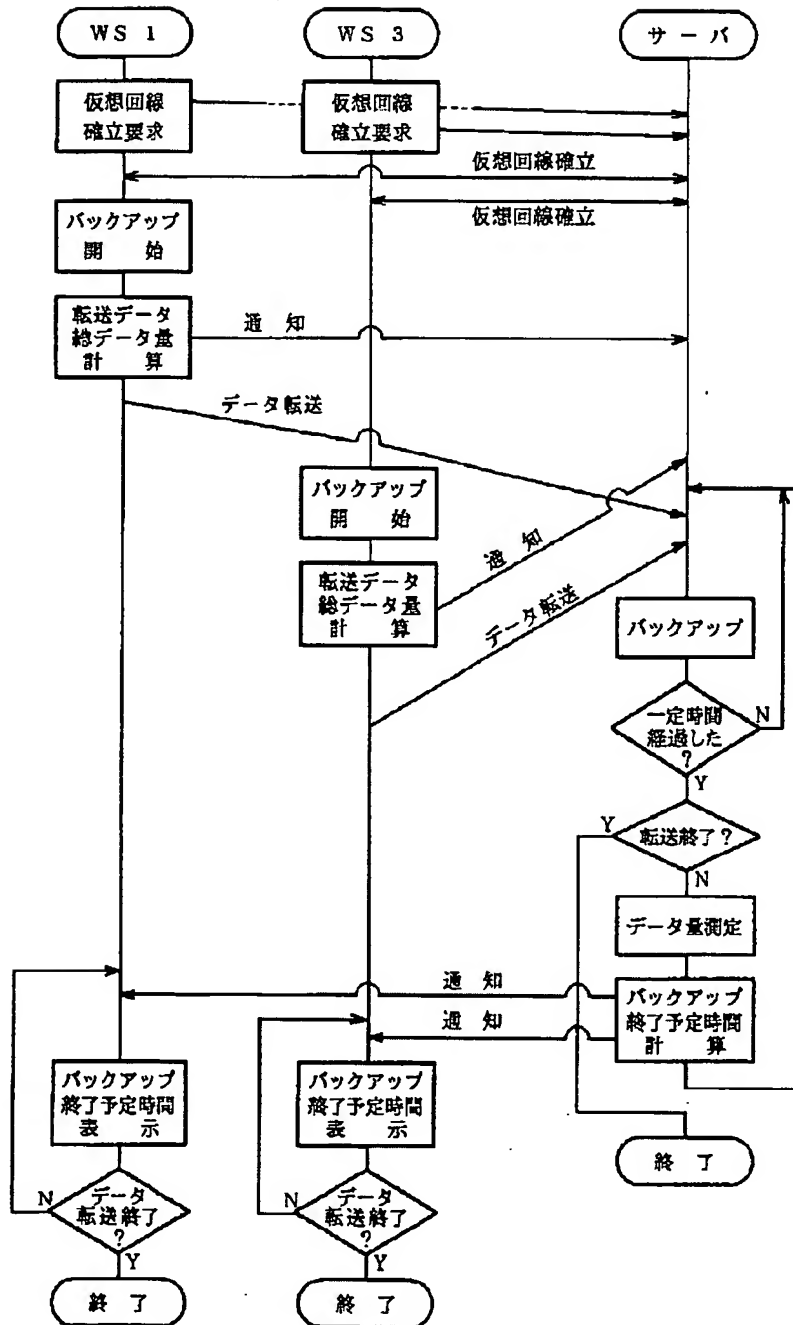 WS 1
WS 3
サーバ
仮想回線
確立要求
仮想回線
確立要求
仮想回線確立
仮想回線確立
バックアップ
開 始
転送データ
総データ量
計 算
通 知
データ転送
バックアップ
開 始
転送データ
総データ量
計 算
通 知
データ転送
バックアップ
一定時間
経過した
?
N
Y
転送終了?
Y
N
データ量測定
バックアップ
終了予定時間
計 算
通 知
通 知
バックアップ
終了予定時間
表 示
バックアップ
終了予定時間
表 示
終 了
データ
転送終了
?
N
Y
データ
転送終了
?
N
Y
終 了
終 了